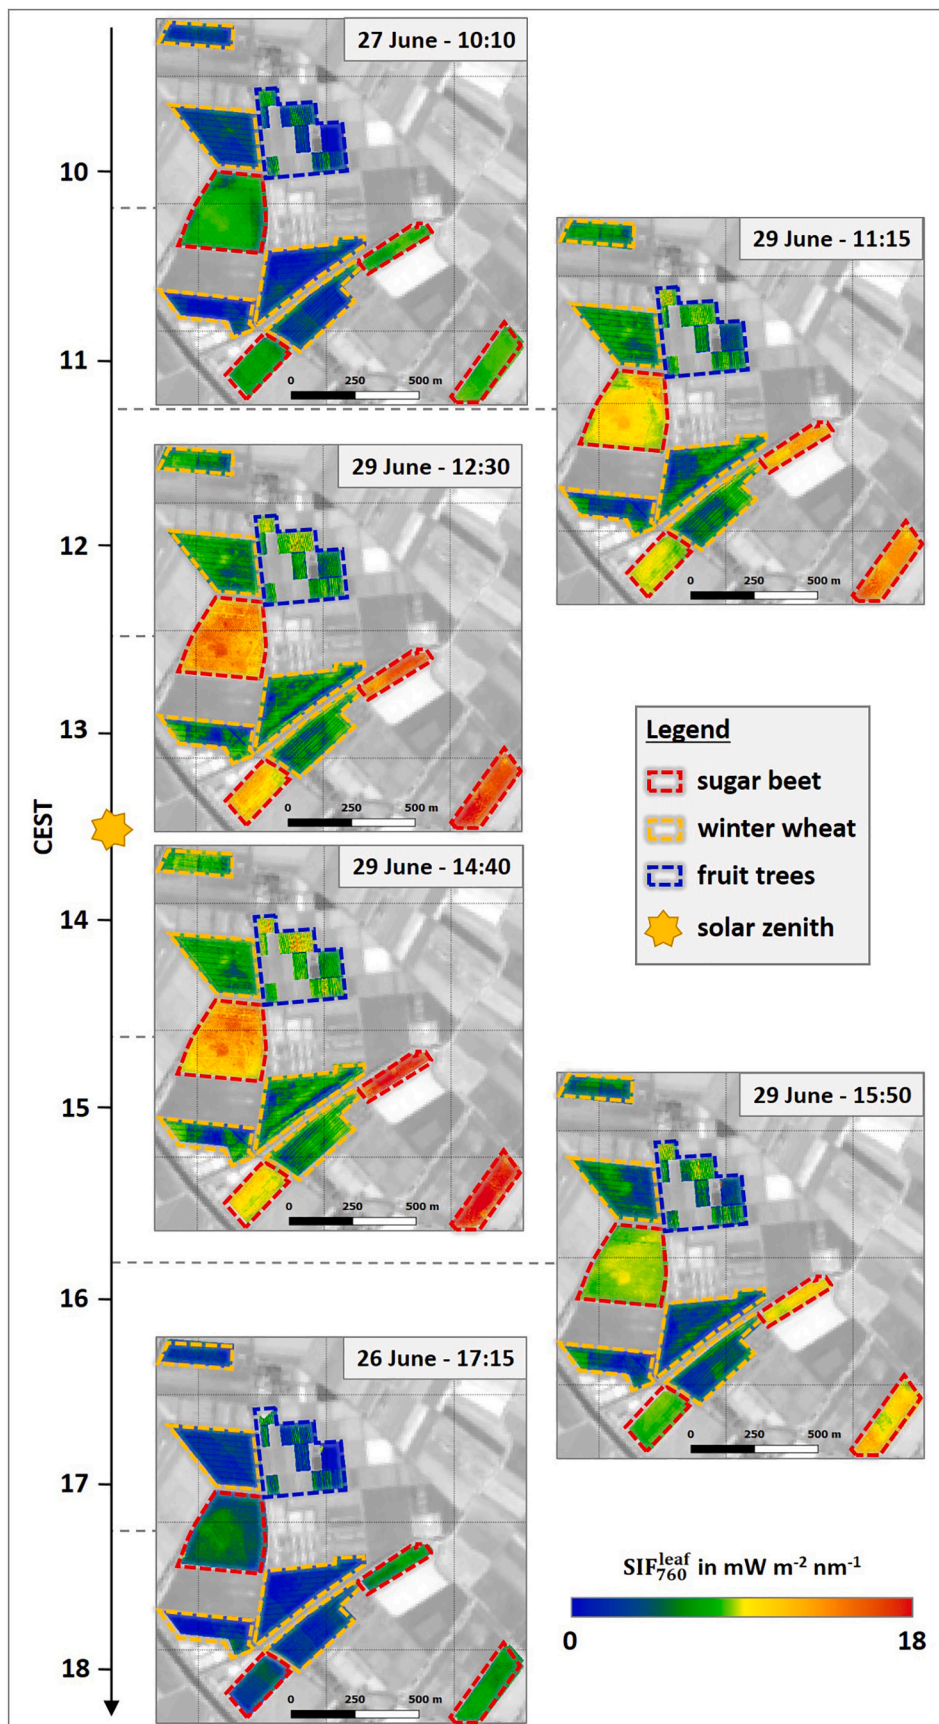 27 June - 10:10
10
11
0 250 500 m
29 June - 11:15
0 250 500 m
29 June - 12:30
12
13
0 250 500 m
CEST
Legend
sugar beet
winter wheat
fruit trees
solar zenith
29 June - 14:40
14
15
0 250 500 m
29 June - 15:50
16
0 250 500 m
26 June - 17:15
17
18
0 250 500 m
SIF760leaf in mW m-2 nm-1
0 18